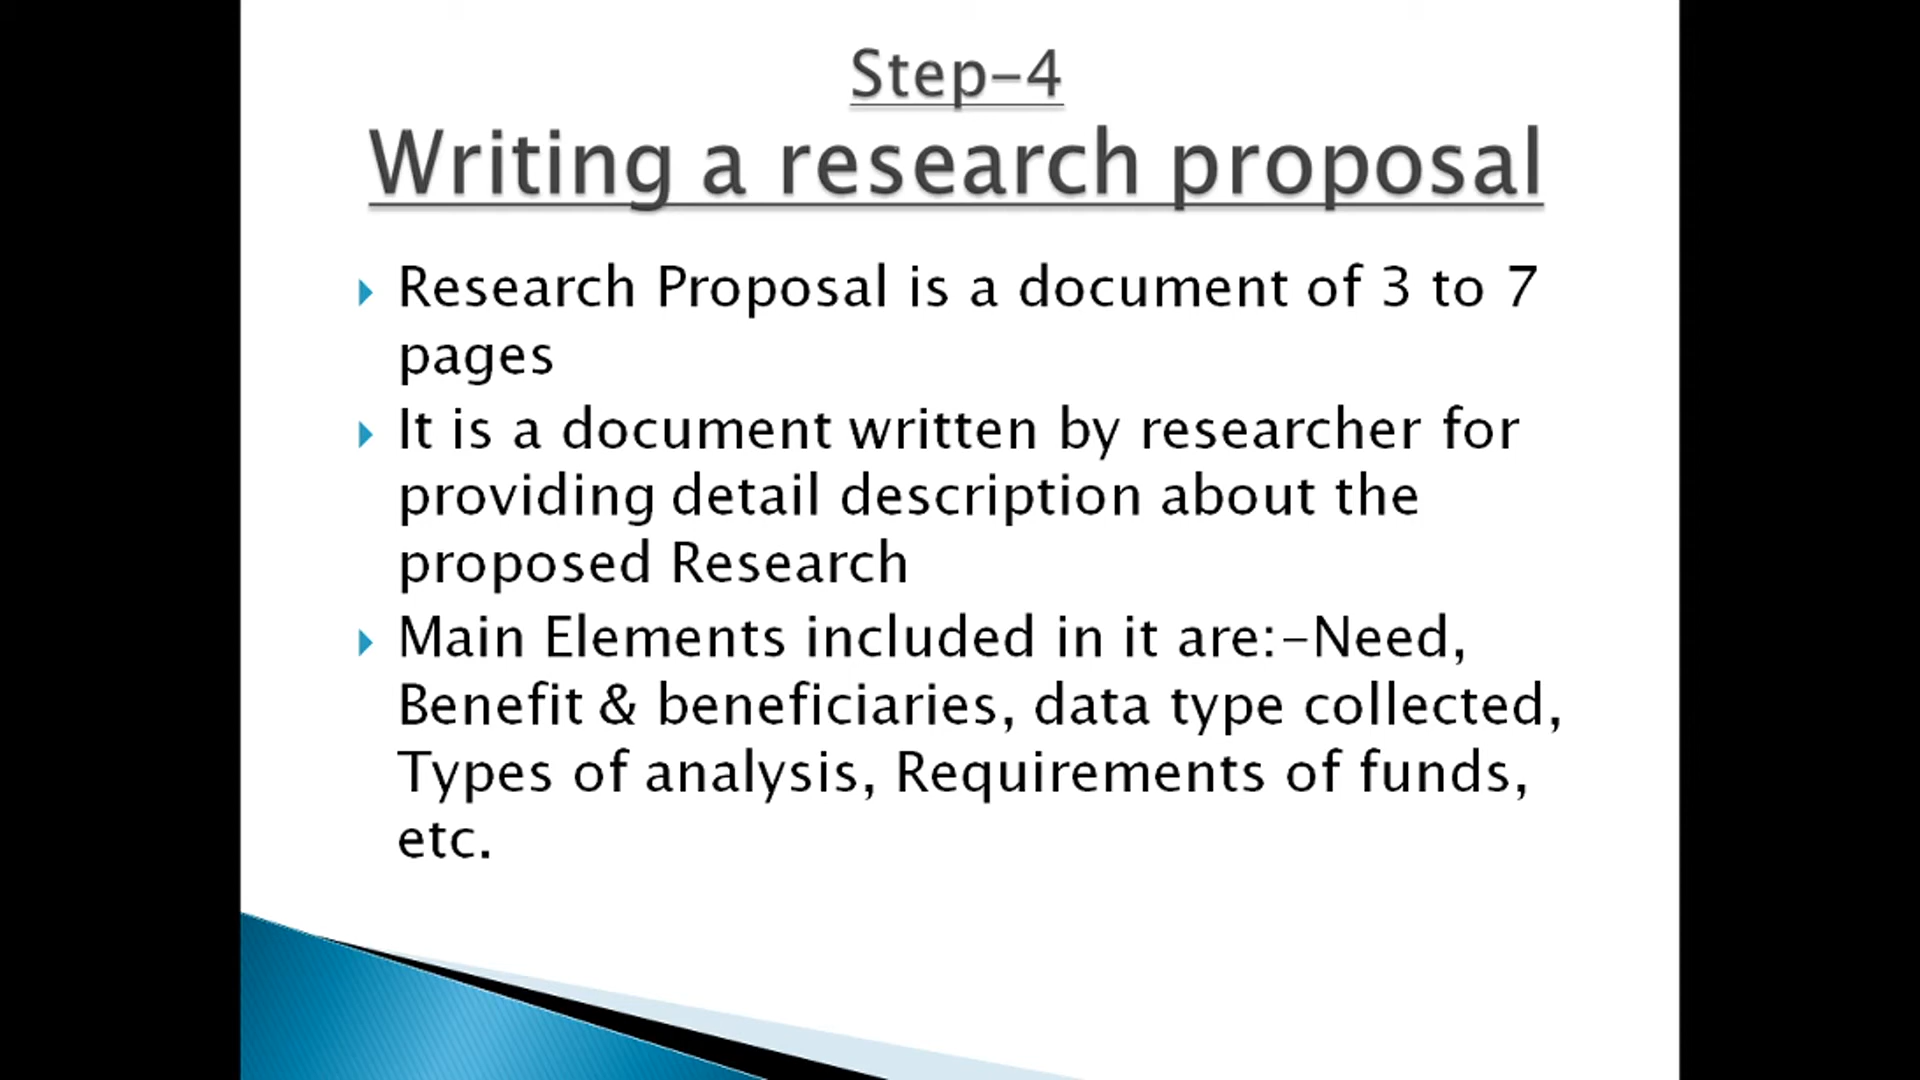 Step-4
Writing a research proposal
Research Proposal is a document of 3 to 7
pages
It is a document written by researcher for
providing detail description about the
proposed Research
Main Elements included in it are:-Need,
Benefit & beneficiaries, data type collected,
Types of analysis, Requirements of funds,
etc.